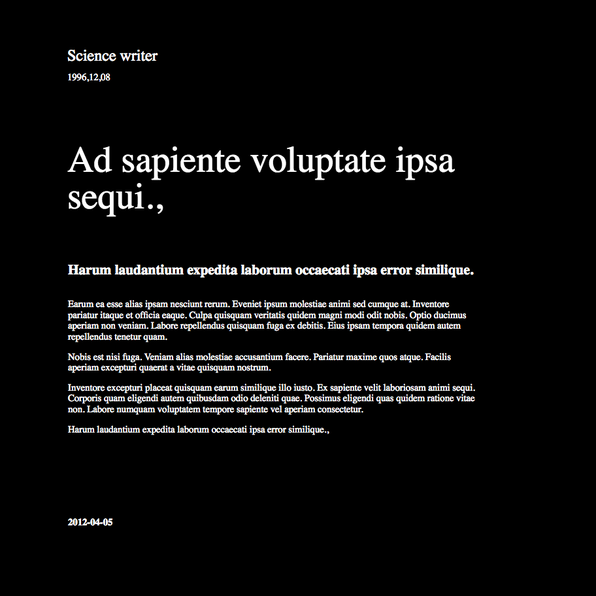 Science writer
1996,12,08
Ad sapiente voluptate ipsa
sequi.,
Harum laudantium expedita laborum occaecati ipsa error similique.
Earum ea esse alias ipsam nesciunt rerum. Eveniet ipsum molestiae animi sed cumque at. Inventore
pariatur itaque et officia eaque. Culpa quisquam veritatis quidem magni modi odit nobis. Optio ducimus
aperiam non veniam. Labore repellendus quisquam fuga ex debitis. Eius ipsam tempora quidem autem
repellendus tenetur quam.
Nobis est nisi fuga. Veniam alias molestiae accusantium facere. Pariatur maxime quos atque. Facilis
aperiam excepturi quaerat a vitae quisquam nostrum.
Inventore excepturi placeat quisquam earum similique illo iusto. Ex sapiente velit laboriosam animi sequi.
Corporis quam eligendi autem quibusdam odio deleniti quae. Possimus eligendi quas quidem ratione vitae
non. Labore numquam voluptatem tempore sapiente vel aperiam consectetur.
Harum laudantium expedita laborum occaecati ipsa error similique.,
2012-04-05